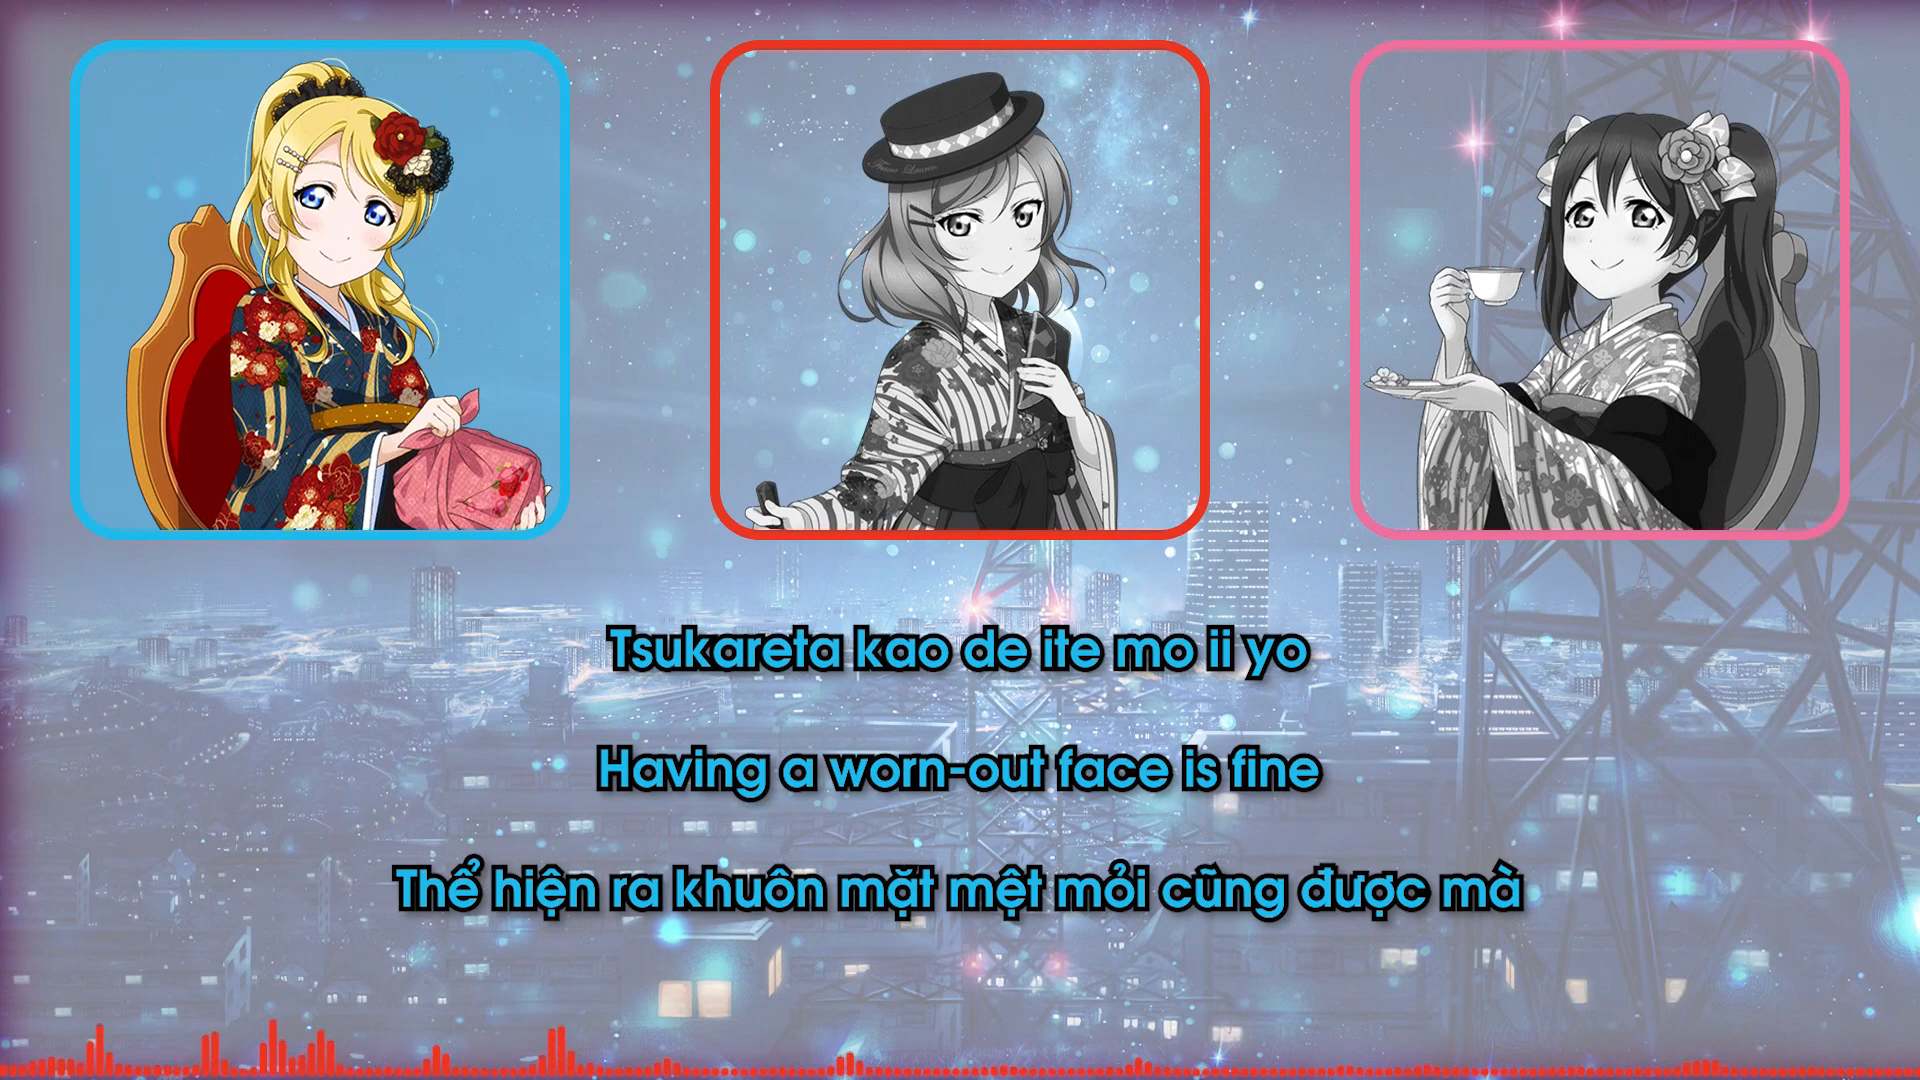 Tsukareta kao de ite mo ii yo
Having a worn-out face is fine
Thể hiện ra khuôn mặt mệt mỏi cũng được mà